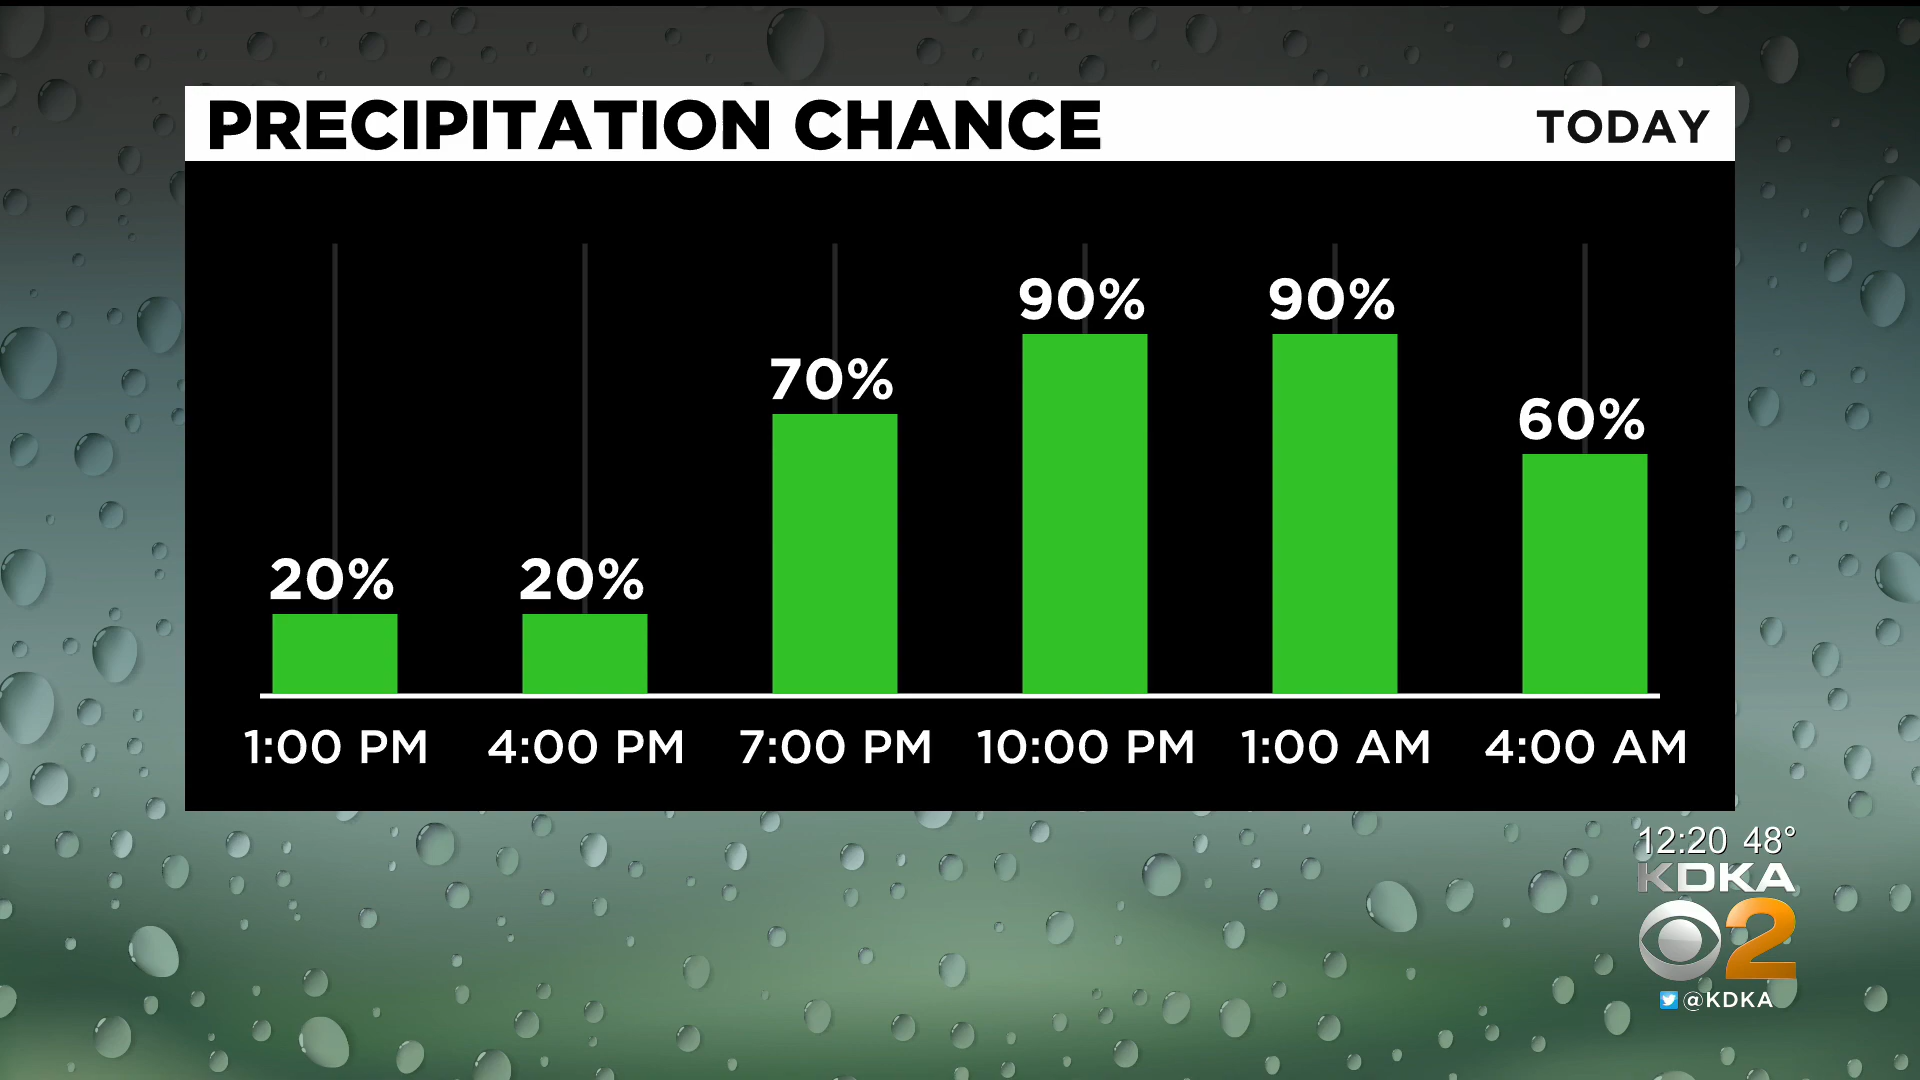 PRECIPITATION CHANCE TODAY
20% 20% 70% 90% 90% 60%
1:00 PM 4:00 PM 7:00 PM 10:00 PM 1:00 AM 4:00 AM
12:20 48°
KDKA
2
@KDKA